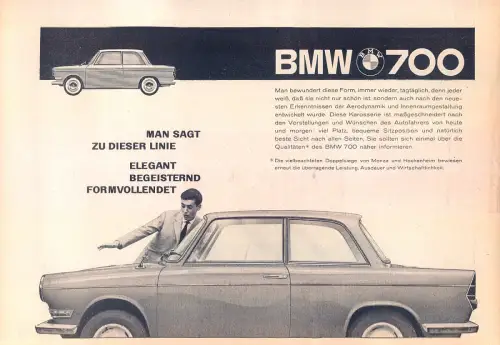 BMW 700
BMW
Man bewundert diese Form, immer wieder, tagtäglich, denn jeder
weiß, daß sie nicht nur schön ist, sondern auch nach den neue-
sten Erkenntnissen der Aerodynamik und Innenraumgestaltung
entwickelt wurde. Diese Karosserie ist maßgeschneidert nach
den Vorstellungen und Wünschen des Autofahrers von heute
und morgen: viel Platz, bequeme Sitzposition und natürlich
beste Sicht nach allen Seiten. Sie sollten sich einmal über die
Qualitäten* des BMW 700 näher informieren.
* Die vielbeachteten Doppelsiege von Monza und Hockenheim bewiesen
erneut die überragende Leistung, Ausdauer und Wirtschaftlichkeit.
MAN SAGT
ZU DIESER LINIE
ELEGANT
BEGEISTERND
FORMVOLLENDET